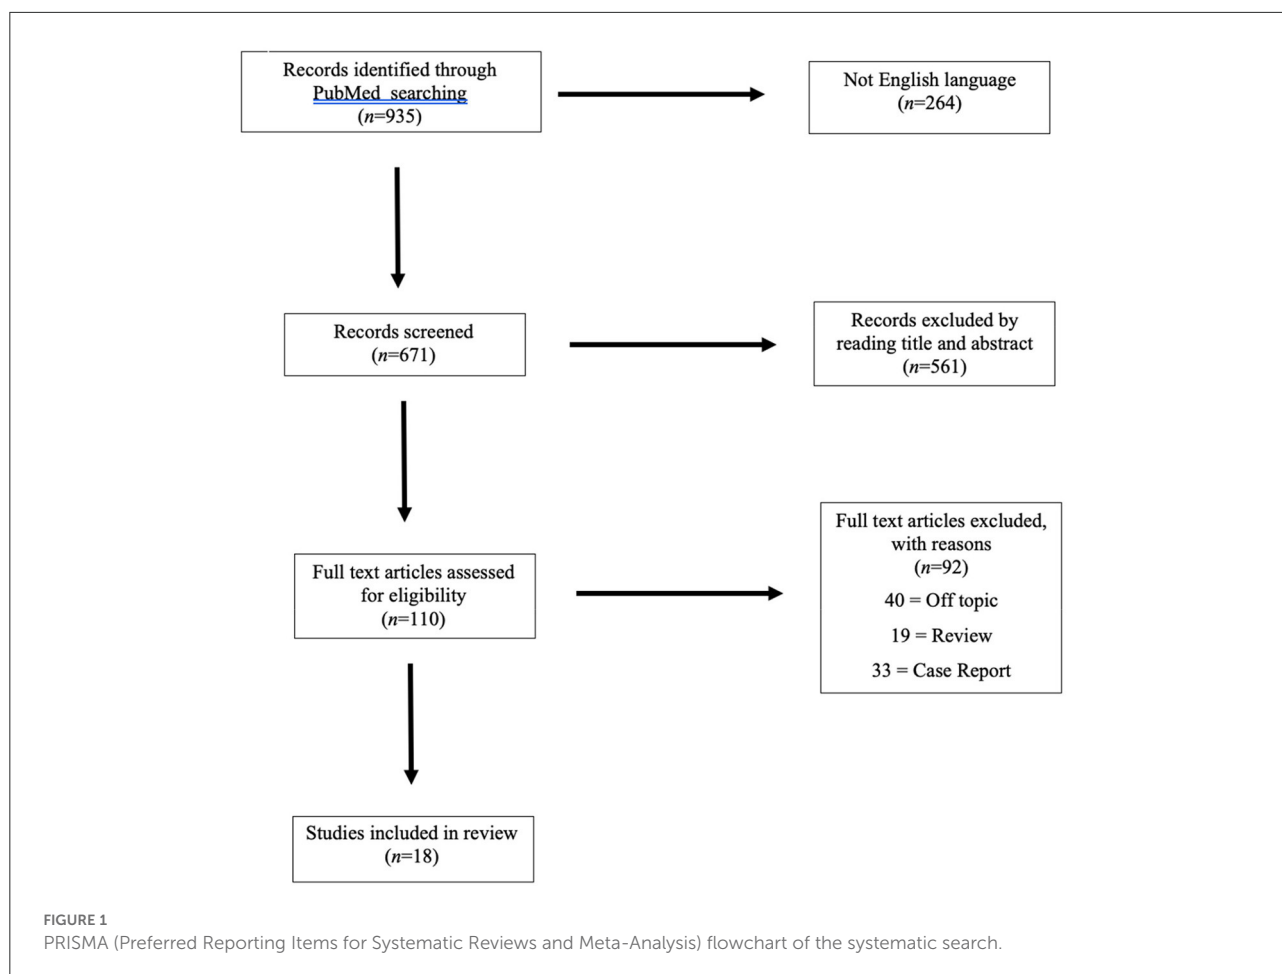 Records identified through
PubMed searching
(n=935)
Not English language
(n=264)
Records screened
(n=671)
Records excluded by
reading title and abstract
(n=561)
Full text articles assessed
for eligibility
(n=110)
Full text articles excluded,
with reasons
(n=92)
40 = Off topic
19 = Review
33 = Case Report
Studies included in review
(n=18)
FIGURE 1
PRISMA (Preferred Reporting Items for Systematic Reviews and Meta-Analysis) flowchart of the systematic search.